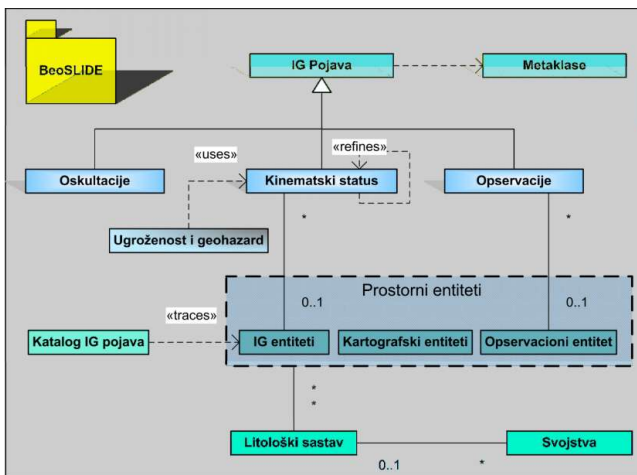 BeoSLIDE
IG Pojava
Metaklase
«uses»
«refines»
Oskultacije
Kinematski status
Opservacije
*
*
Ugroženost i geohazard
Prostorni entiteti
0..1
0..1
«traces»
Katalog IG pojava
IG entiteti
Kartografski entiteti
Opservacioni entitet
*
*
Litološki sastav
Svojstva
0..1
*